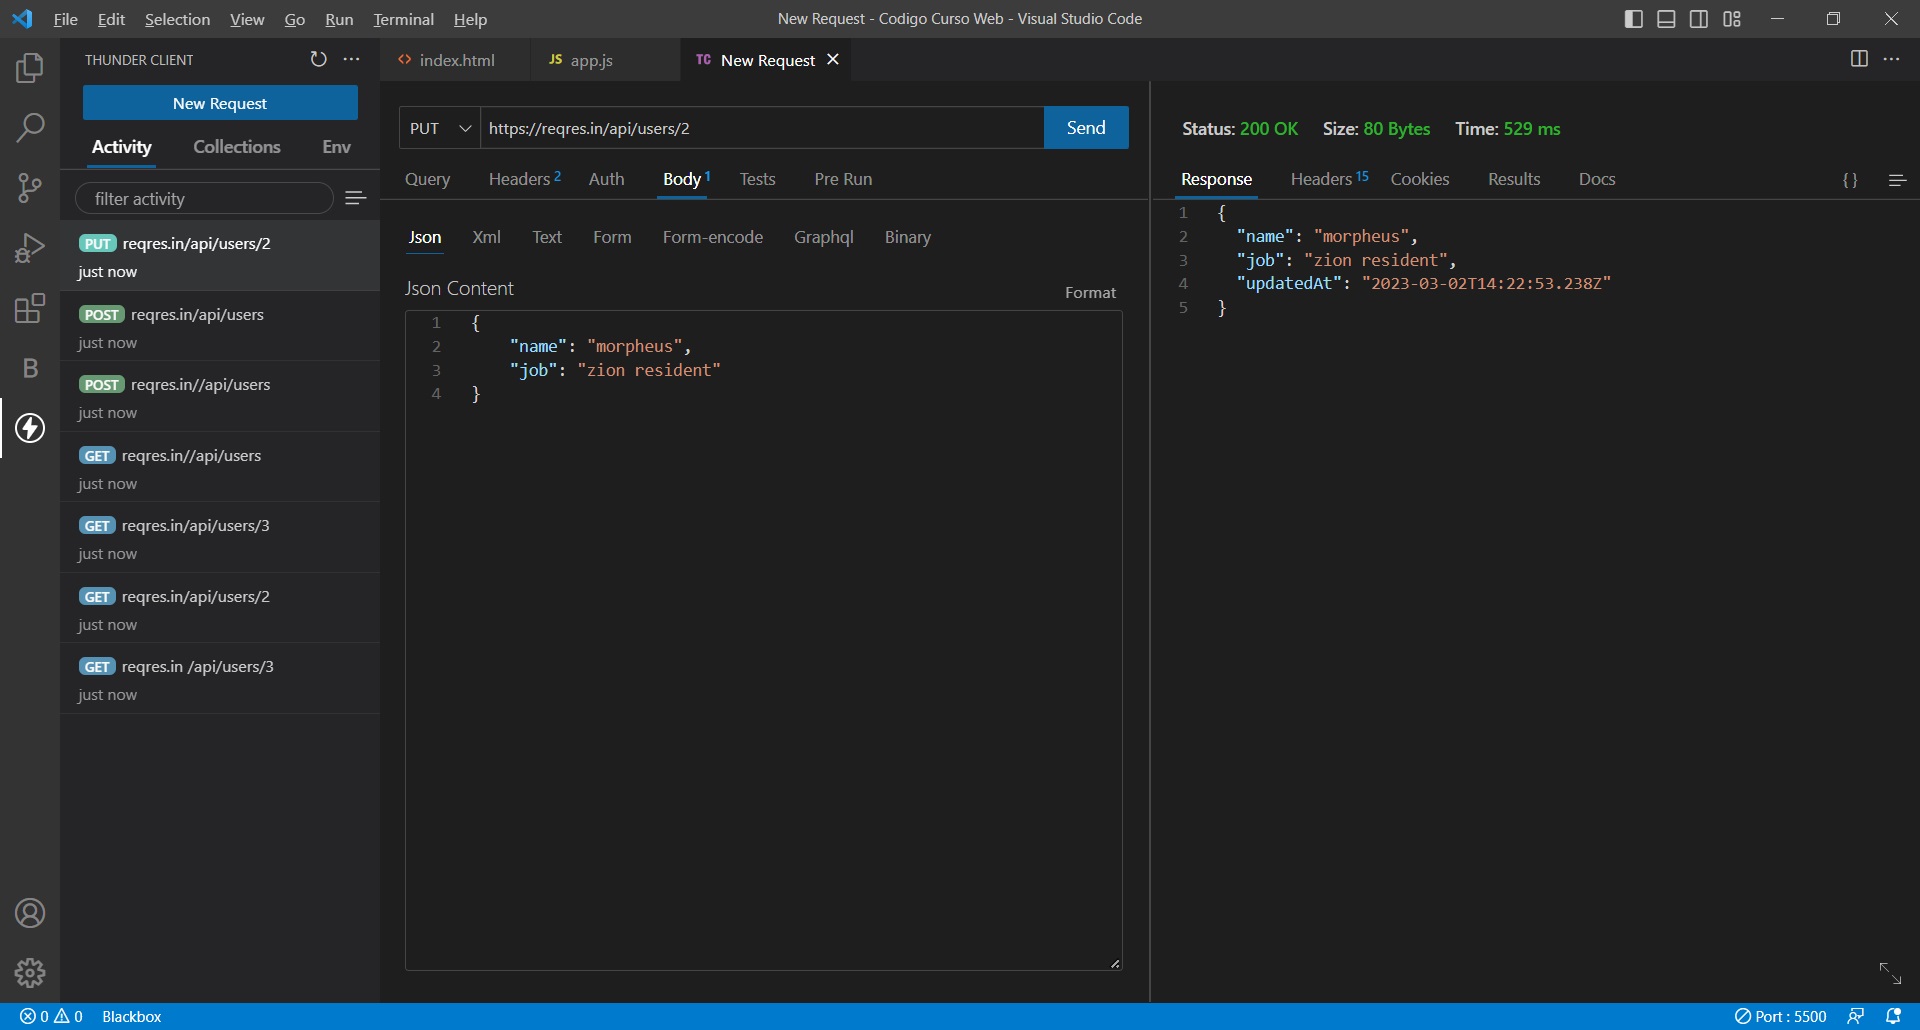 File Edit Selection View Go Run Terminal Help
New Request - Codigo Curso Web - Visual Studio Code
THUNDER CLIENT
New Request
Activity Collections Env
filter activity
PUT reqres.in/api/users/2
just now
POST reqres.in/api/users
just now
POST reqres.in//api/users
just now
GET reqres.in//api/users
just now
GET reqres.in/api/users/3
just now
GET reqres.in/api/users/2
just now
GET reqres.in /api/users/3
just now
index.html
JS app.js
TC New Request
PUT https://reqres.in/api/users/2 Send
Query Headers 2 Auth Body 1 Tests Pre Run
Json Xml Text Form Form-encode Graphql Binary
Json Content
Format
1 {
2 "name": "morpheus",
3 "job": "zion resident"
4 }
Status: 200 OK Size: 80 Bytes Time: 529 ms
Response Headers 15 Cookies Results Docs {}
1 {
2 "name": "morpheus",
3 "job": "zion resident",
4 "updatedAt": "2023-03-02T14:22:53.238Z"
5 }
B
0 0 Blackbox
Port : 5500